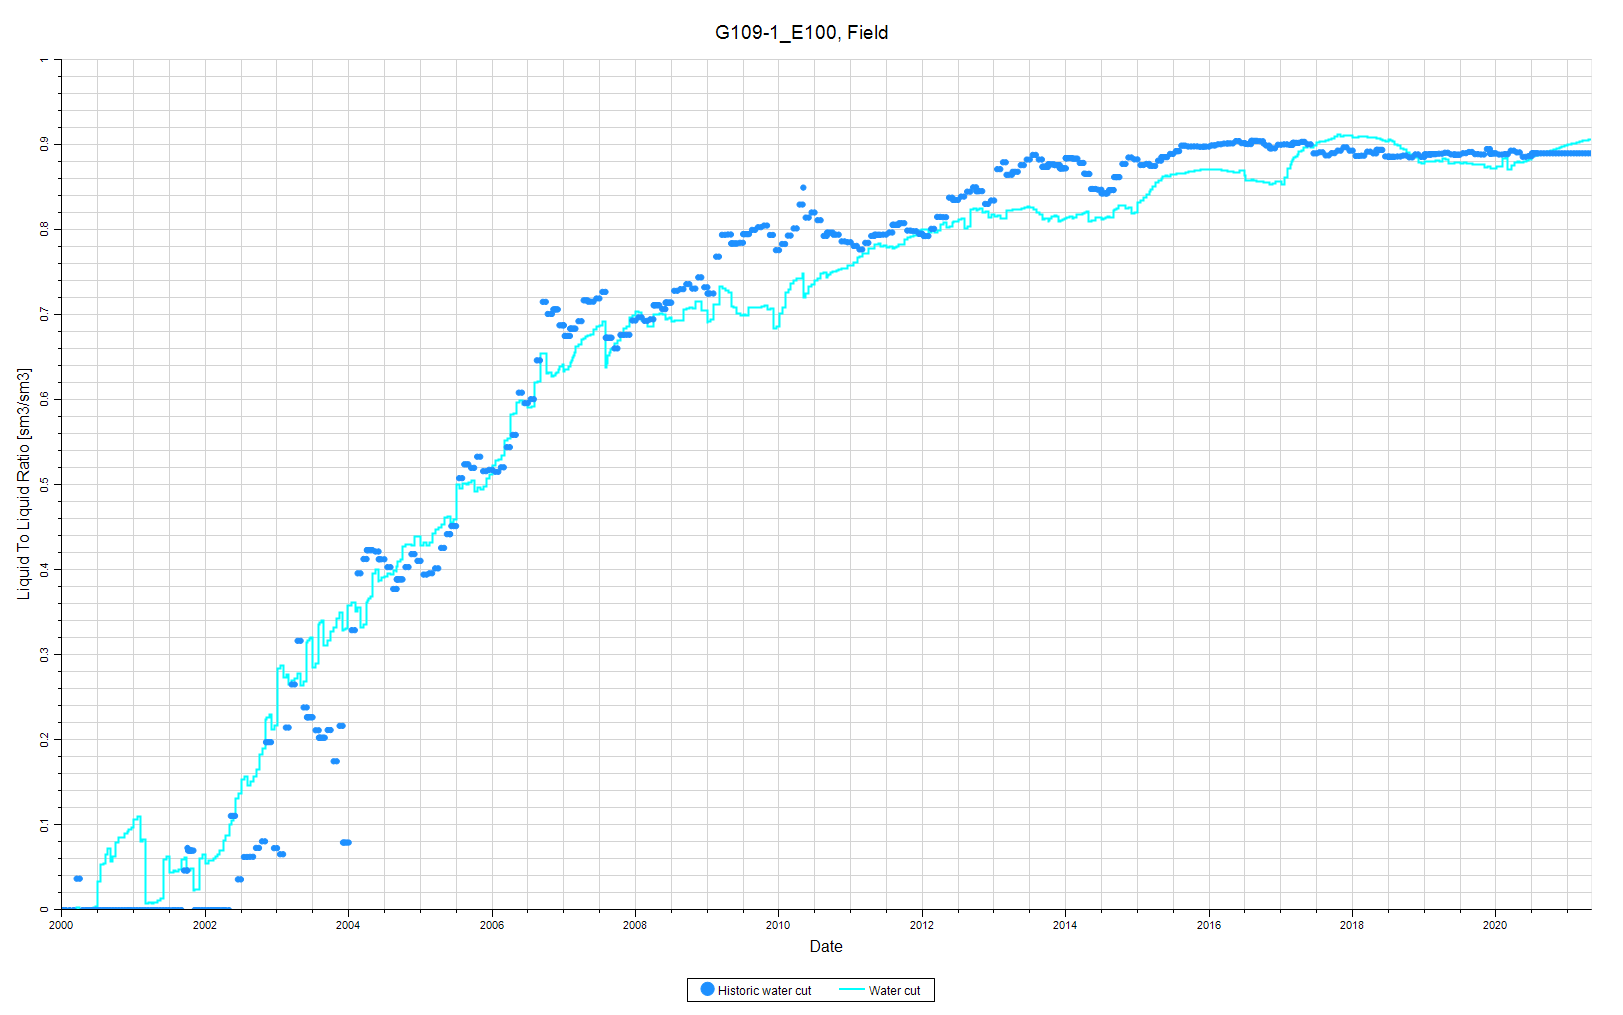 G109-1_E100, Field
Liquid To Liquid Ratio [sm3/sm3]
1
0.9
0.8
0.7
0.6
0.5
0.4
0.3
0.2
0.1
0
2000 2002 2004 2006 2008 2010 2012 2014 2016 2018 2020
Date
Historic water cut Water cut